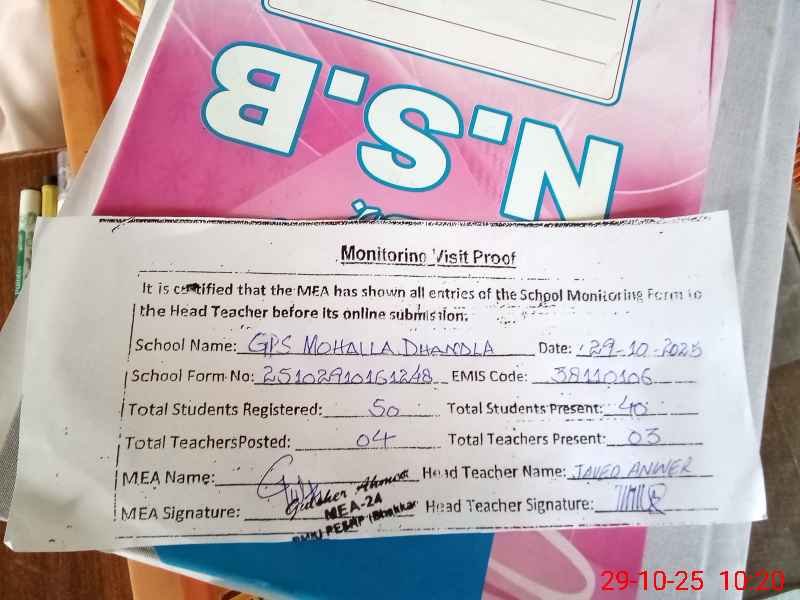 N.S.B
Monitoring Visit Proof
It is certified that the MEA has shown all entries of the School Monitoring Form to
the Head Teacher before its online submission.
School Name: GPS MOHALLA DHANDLA Date: 29-10-2025
School Form No: 25102910161248 EMIS Code: 38110106
Total Students Registered: 50 Total Students Present: 40
Total TeachersPosted: 04 Total Teachers Present: 03
MEA Name: Head Teacher Name: JAVED ANWER
MEA Signature: Gulsher Ahmad Head Teacher Signature:
MEA-24
29-10-25 10:20